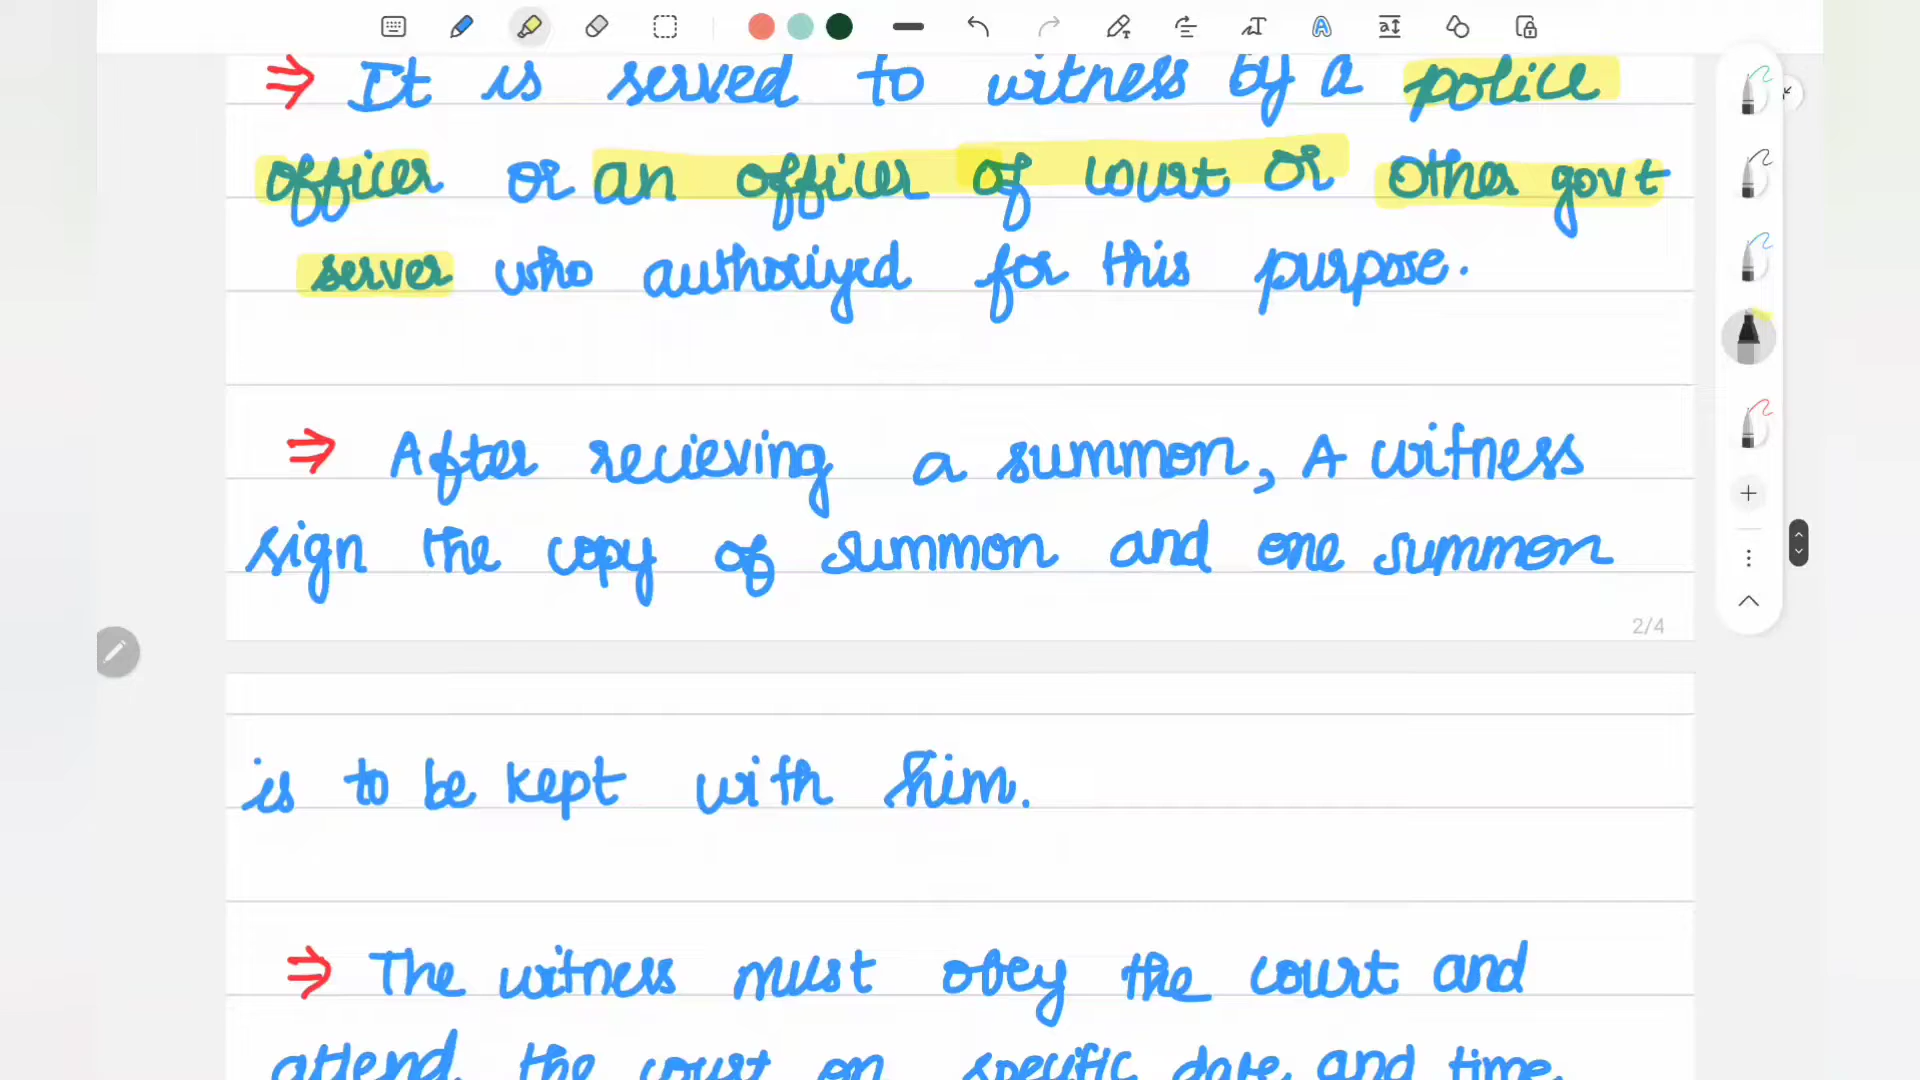 ⇒ It is served to witness by a police
officer or an officer of court or other govt
server who authoriyed for this purpose.
⇒ After recieving a summon, A witness
sign the copy of summon and one summon
2/4
is to be kept with him.
⇒ The witness must obey the court and
attend the court on specific date and time